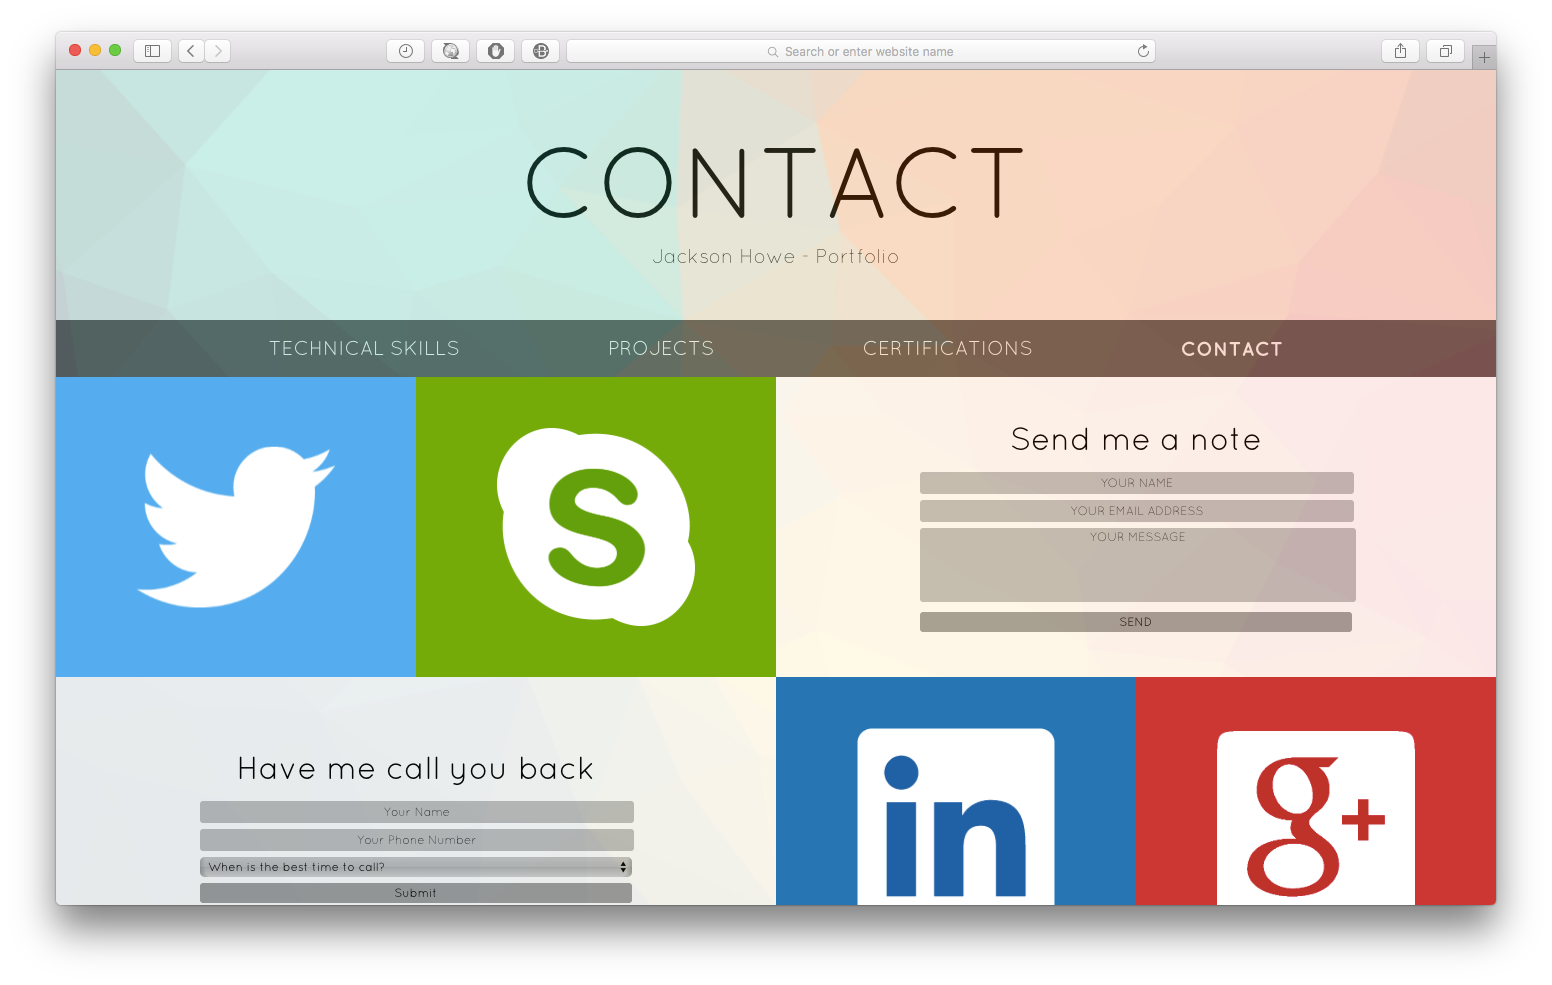 Search or enter website name
CONTACT
Jackson Howe - Portfolio
TECHNICAL SKILLS
PROJECTS
CERTIFICATIONS
CONTACT
S
Send me a note
YOUR NAME
YOUR EMAIL ADDRESS
YOUR MESSAGE
SEND
Have me call you back
Your Name
Your Phone Number
When is the best time to call?
Submit
in
g+